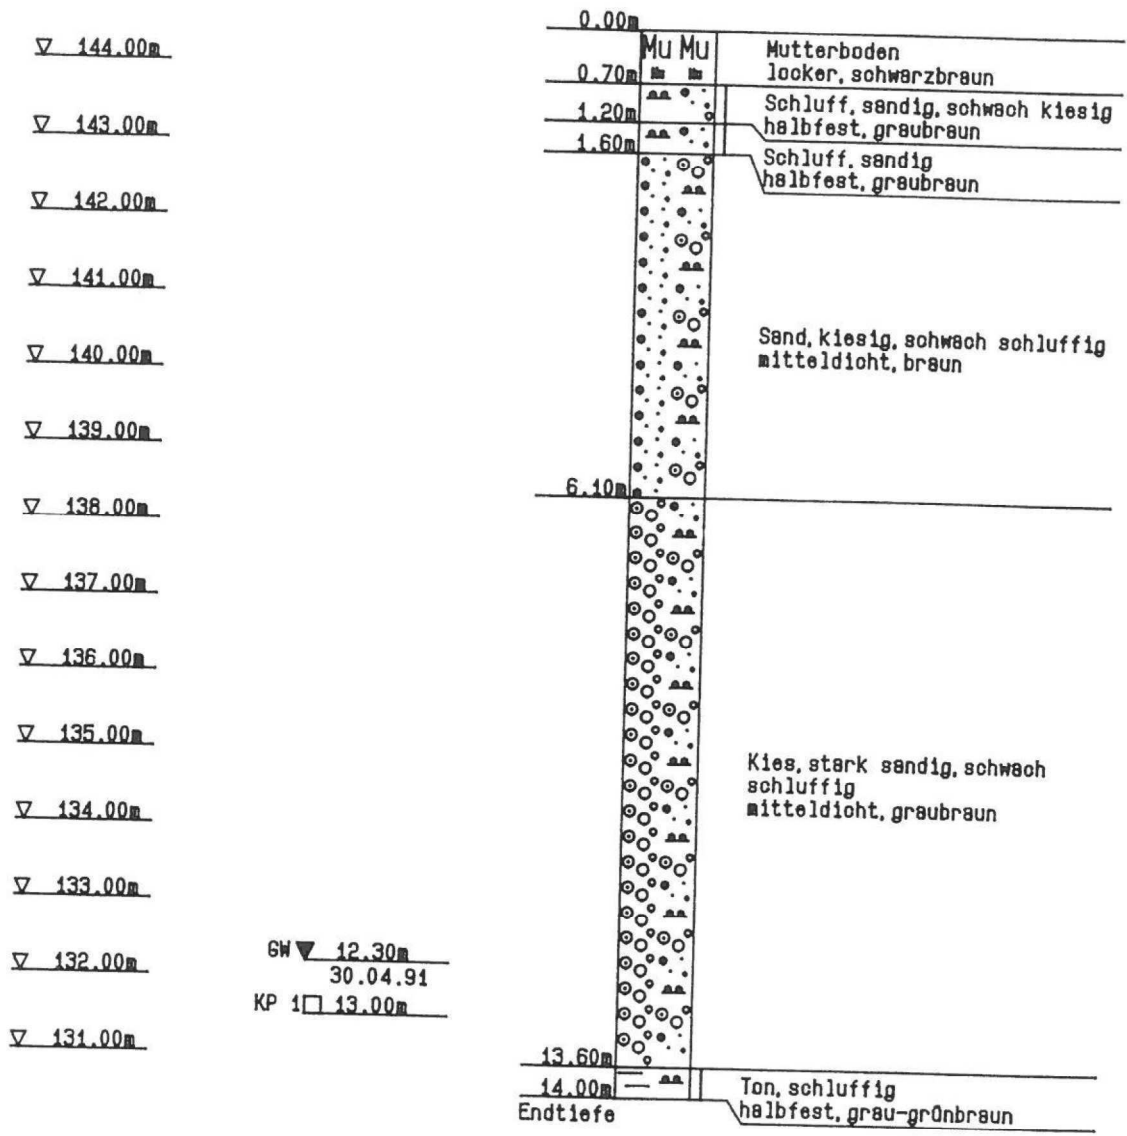 144.00m
143.00m
142.00m
141.00m
140.00m
139.00m
138.00m
137.00m
136.00m
135.00m
134.00m
133.00m
132.00m
131.00m
GW 12.30m
30.04.91
KP 1 13.00m
0.00m
Mu Mu
0.70m
1.20m
1.60m
6.10m
13.60m
14.00m
Endtiefe
Mutterboden
locker, schwarzbraun
Schluff, sandig, schwach kiesig
halbfest, graubraun
Schluff, sandig
halbfest, graubraun
Sand, kiesig, schwach schluffig
mitteldicht, braun
Kies, stark sandig, schwach
schluffig
mitteldicht, graubraun
Ton, schluffig
halbfest, grau-grünbraun